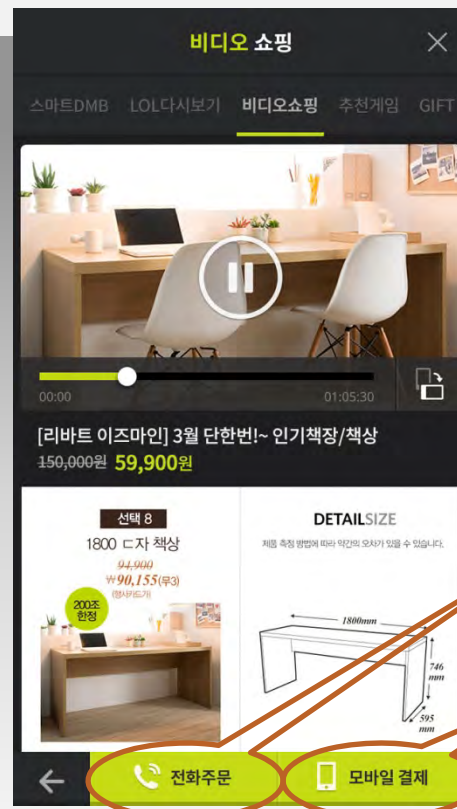 비디오 쇼핑
스마트DMB LOL다시보기 비디오쇼핑 추천게임 GIFT
00:00 01:05:30
[리바트 이즈마인] 3월 단한번!~ 인기책장/책상
150,000원 59,900원
선택 8
1800 ㄷ자 책상
94,900
₩90,155(무3)
(행사카드가)
200조
한정
DETAILSIZE
제품 측정 방법에 따라 약간의 오차가 있을 수 있습니다.
1800mm
746
mm
595
mm
전화주문
모바일 결제